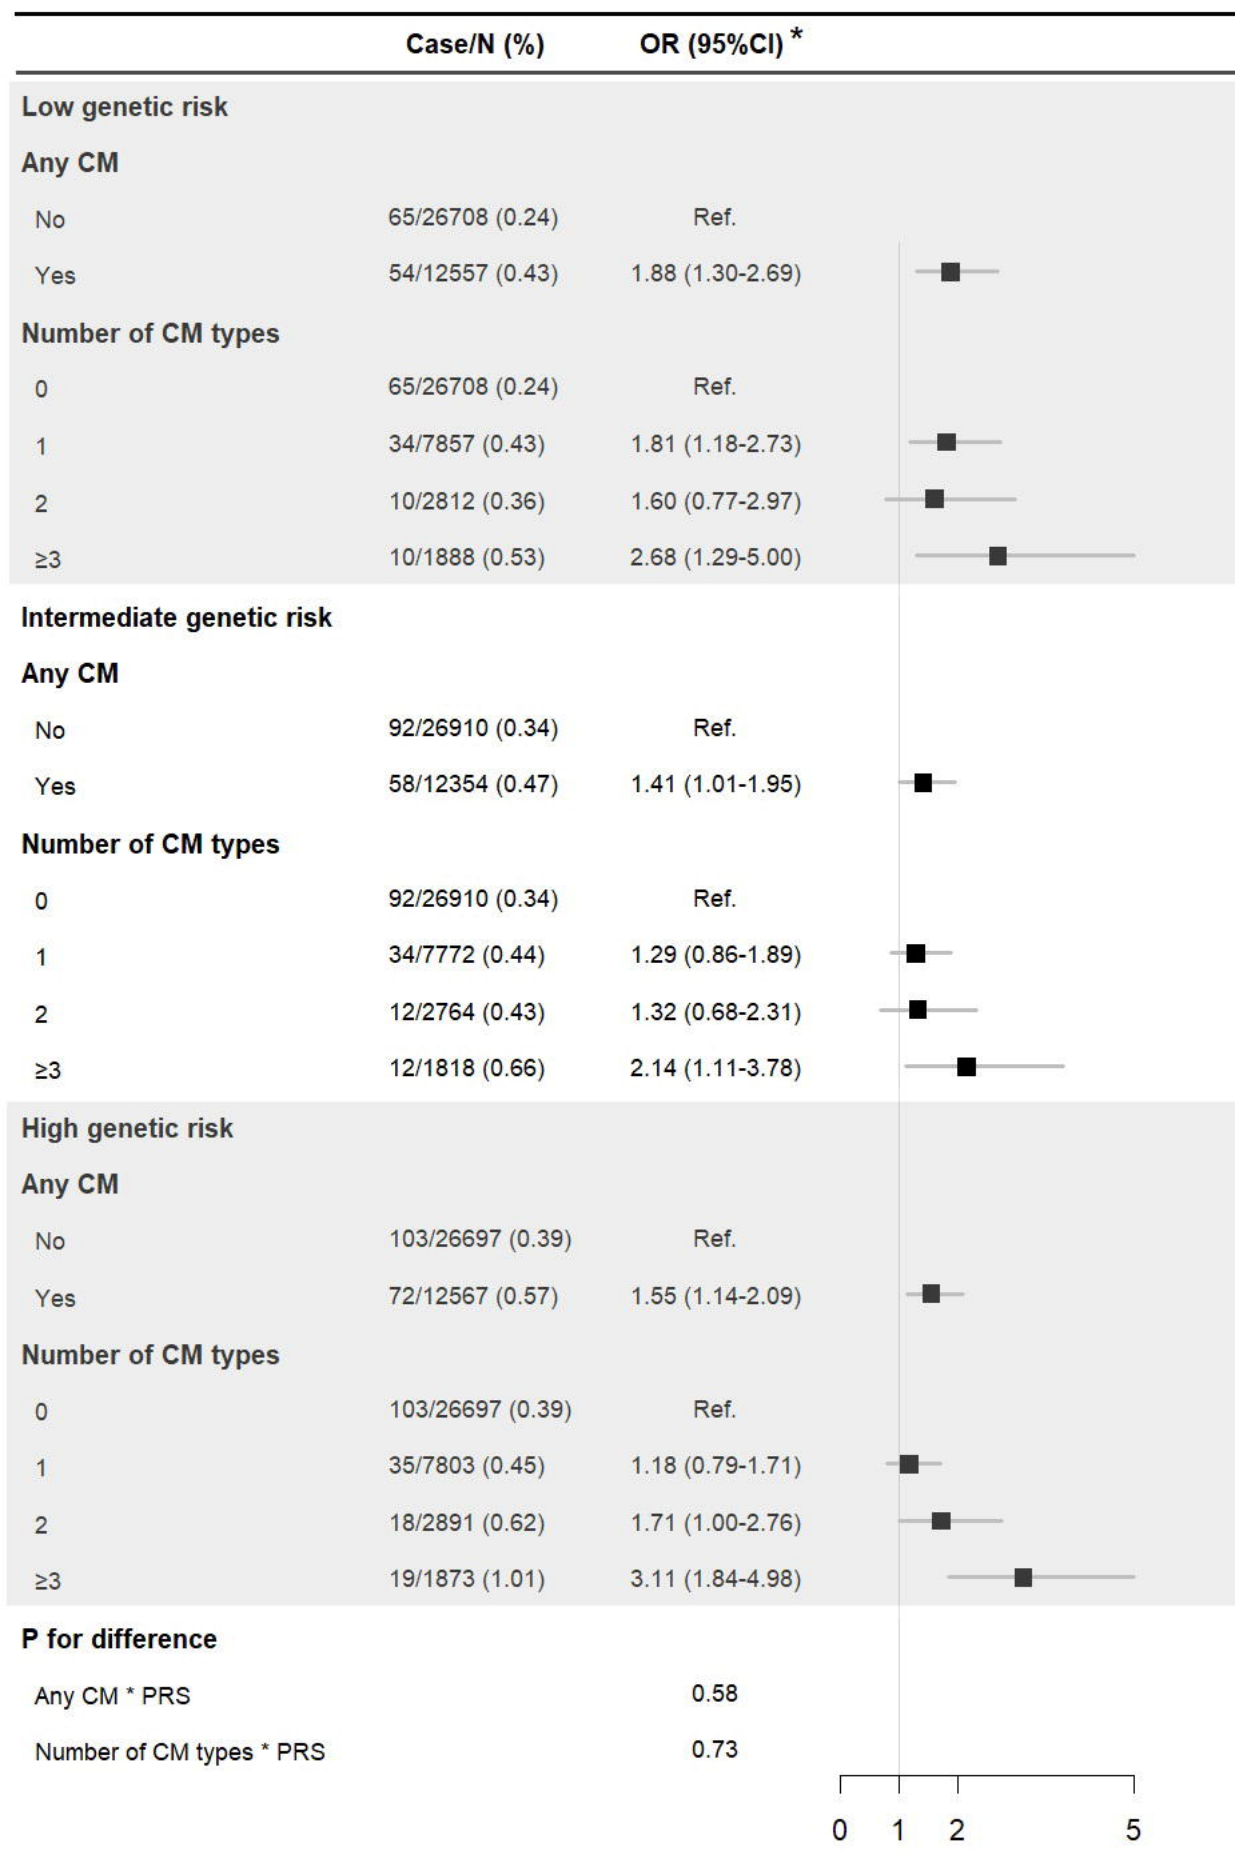 Case/N (%) OR (95%CI) *
Low genetic risk
Any CM
No 65/26708 (0.24) Ref.
Yes 54/12557 (0.43) 1.88 (1.30-2.69)
Number of CM types
0 65/26708 (0.24) Ref.
1 34/7857 (0.43) 1.81 (1.18-2.73)
2 10/2812 (0.36) 1.60 (0.77-2.97)
≥3 10/1888 (0.53) 2.68 (1.29-5.00)
Intermediate genetic risk
Any CM
No 92/26910 (0.34) Ref.
Yes 58/12354 (0.47) 1.41 (1.01-1.95)
Number of CM types
0 92/26910 (0.34) Ref.
1 34/7772 (0.44) 1.29 (0.86-1.89)
2 12/2764 (0.43) 1.32 (0.68-2.31)
≥3 12/1818 (0.66) 2.14 (1.11-3.78)
High genetic risk
Any CM
No 103/26697 (0.39) Ref.
Yes 72/12567 (0.57) 1.55 (1.14-2.09)
Number of CM types
0 103/26697 (0.39) Ref.
1 35/7803 (0.45) 1.18 (0.79-1.71)
2 18/2891 (0.62) 1.71 (1.00-2.76)
≥3 19/1873 (1.01) 3.11 (1.84-4.98)
P for difference
Any CM * PRS 0.58
Number of CM types * PRS 0.73
0 1 2 5